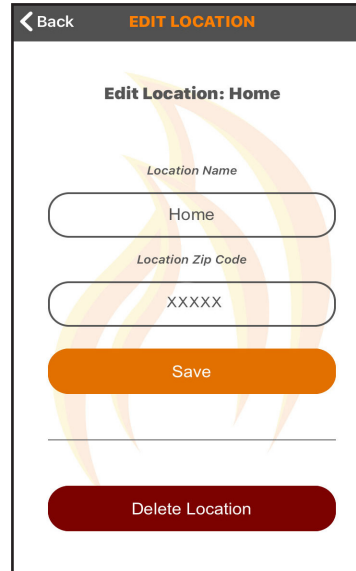 Back EDIT LOCATION
Edit Location: Home
Location Name
Home
Location Zip Code
XXXXX
Save
Delete Location